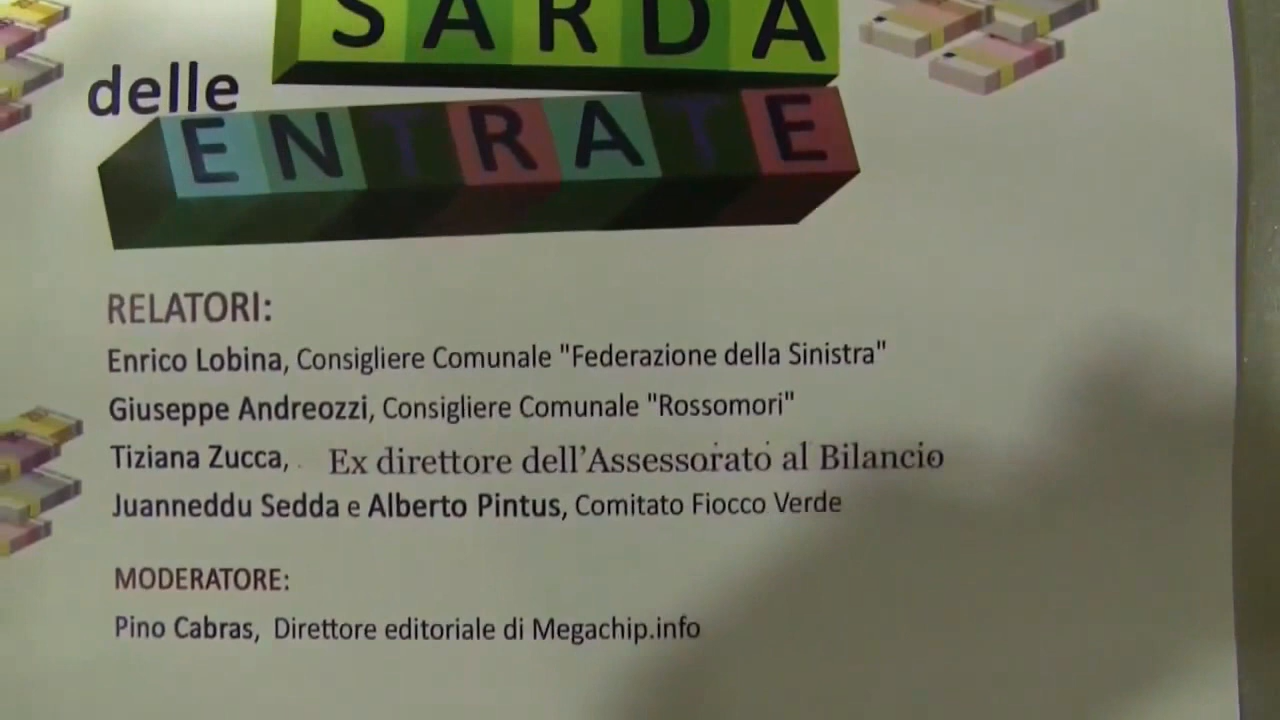 SARDA
delle
ENTRATE
RELATORI:
Enrico Lobina, Consigliere Comunale "Federazione della Sinistra"
Giuseppe Andreozzi, Consigliere Comunale "Rossomori"
Tiziana Zucca, Ex direttore dell'Assessorato al Bilancio
Juanneddu Sedda e Alberto Pintus, Comitato Fiocco Verde
MODERATORE:
Pino Cabras, Direttore editoriale di Megachip.info